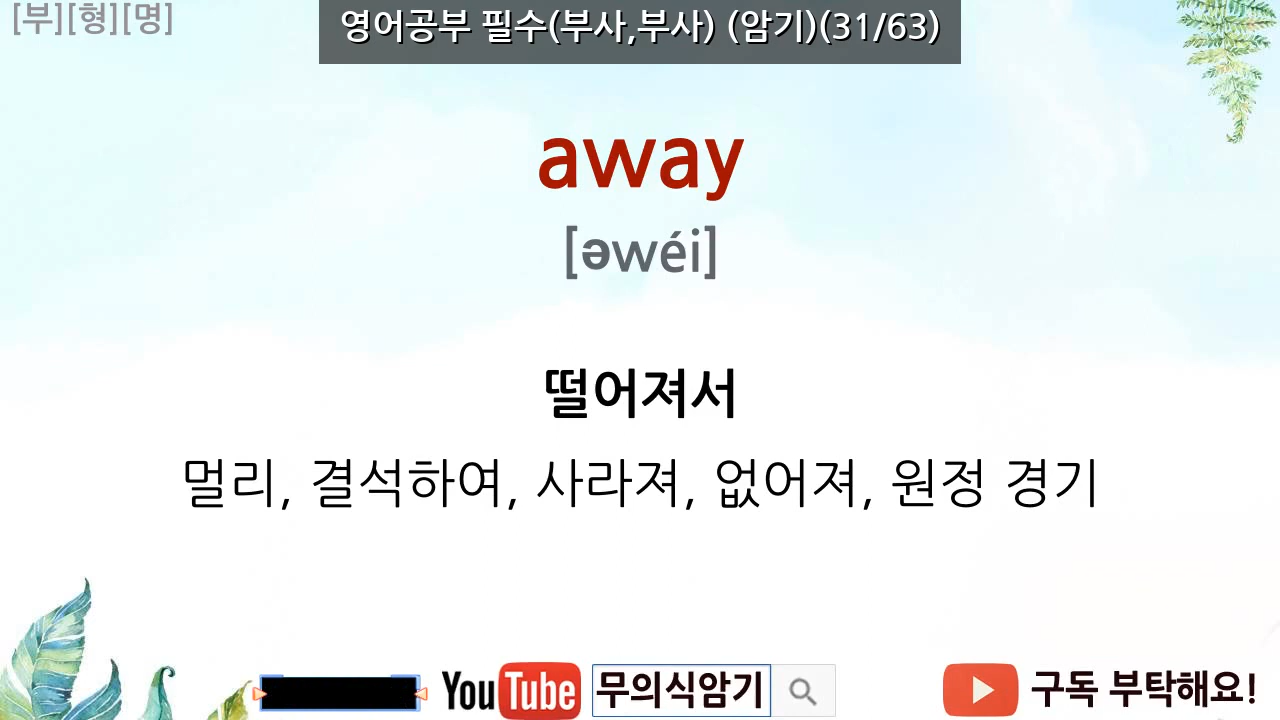 [부][형][명]
영어공부 필수(부사,부사) (암기)(31/63)
away
[əwéi]
떨어져서
멀리, 결석하여, 사라져, 없어져, 원정 경기
YouTube 무의식암기 구독 부탁해요!